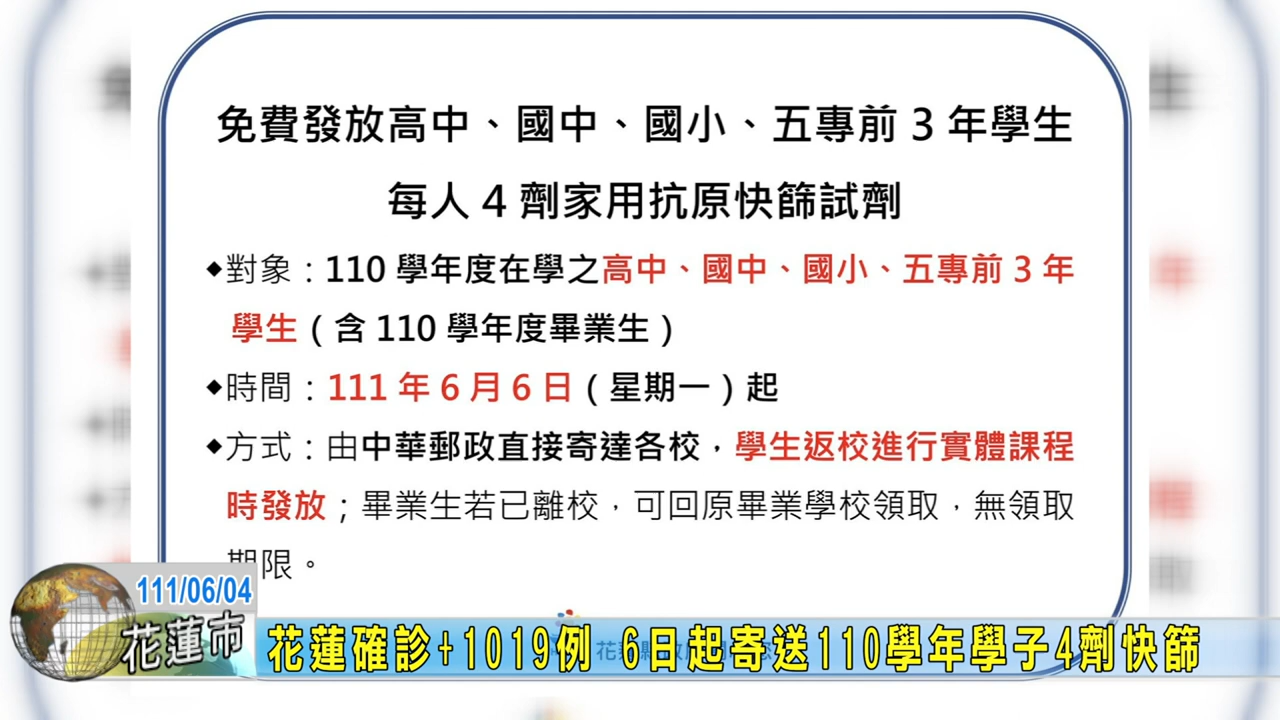 免費發放高中、國中、國小、五專前 3 年學生
每人 4 劑家用抗原快篩試劑
◆對象：110 學年度在學之高中、國中、國小、五專前 3 年
學生（含 110 學年度畢業生）
◆時間：111 年 6 月 6 日（星期一）起
◆方式：由中華郵政直接寄達各校，學生返校進行實體課程
時發放；畢業生若已離校，可回原畢業學校領取，無領取
期限。
111/06/04
花蓮市
花蓮確診+1019例 6日起寄送110學年學子4劑快篩